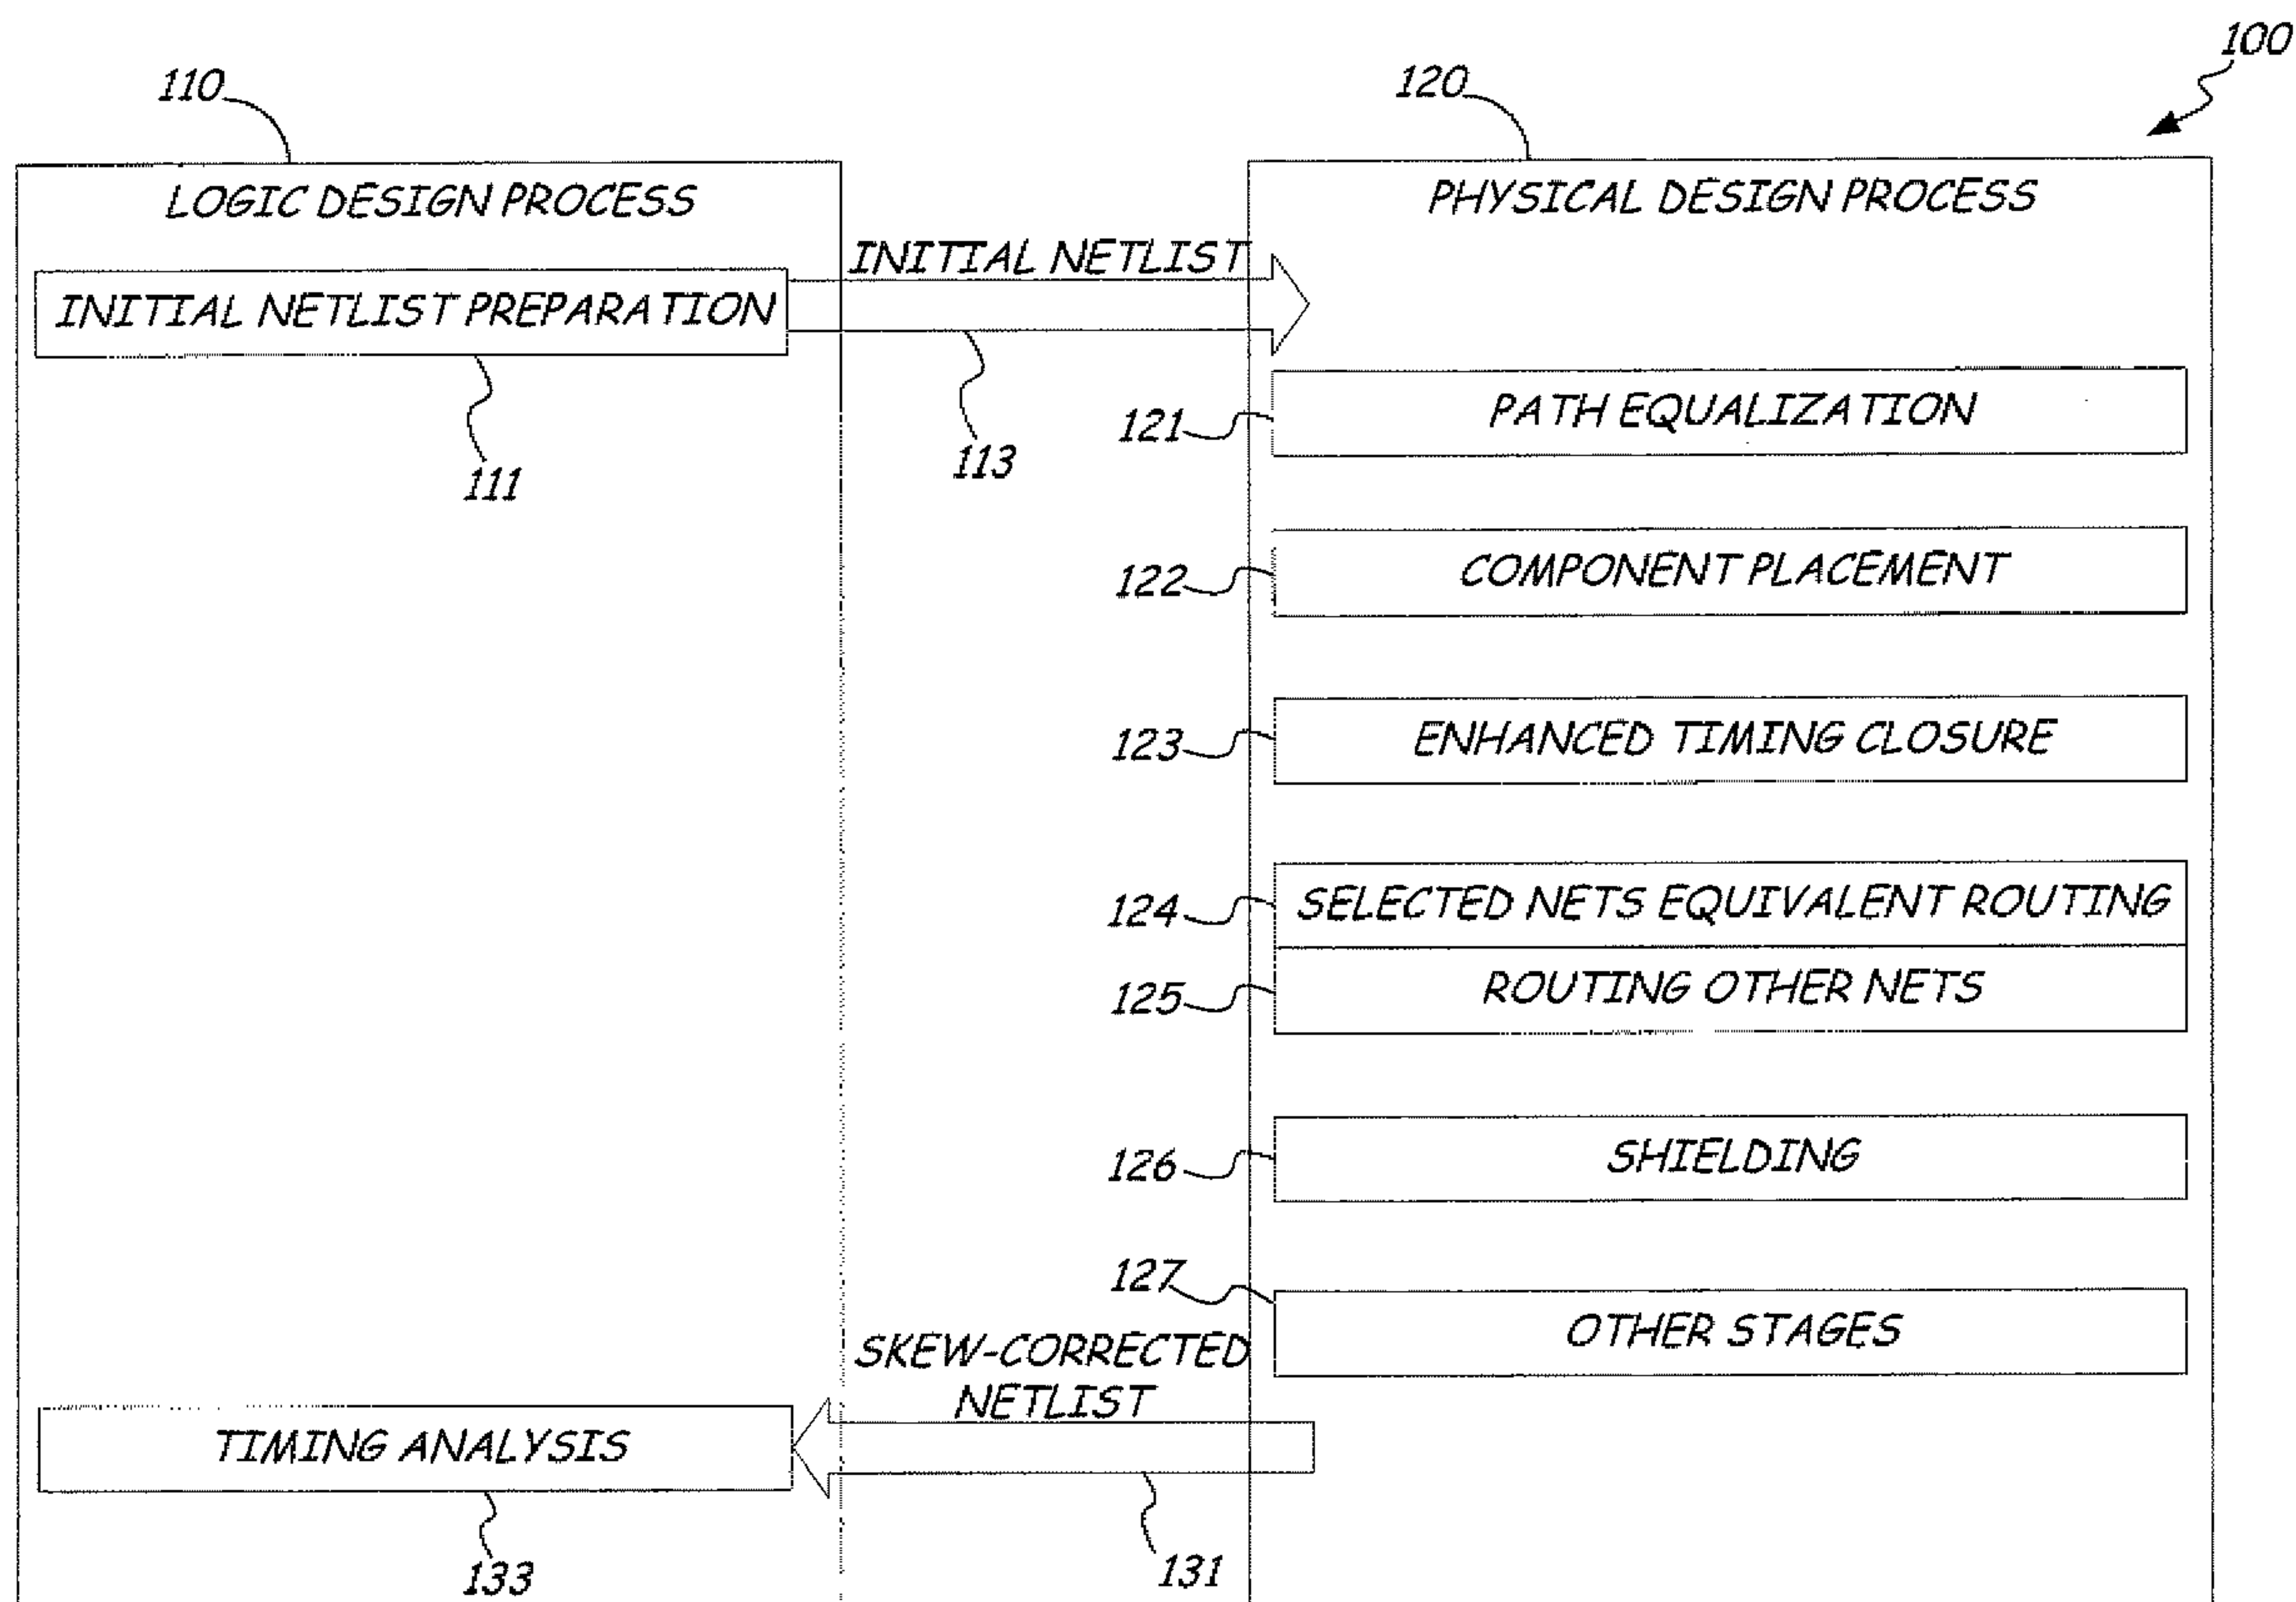 100
110
120
LOGIC DESIGN PROCESS
PHYSICAL DESIGN PROCESS
INITIAL NETLIST
INITIAL NETLIST PREPARATION
111
113
121
PATH EQUALIZATION
122
COMPONENT PLACEMENT
123
ENHANCED TIMING CLOSURE
124
SELECTED NETS EQUIVALENT ROUTING
125
ROUTING OTHER NETS
126
SHIELDING
127
OTHER STAGES
SKEW-CORRECTED
NETLIST
TIMING ANALYSIS
133
131